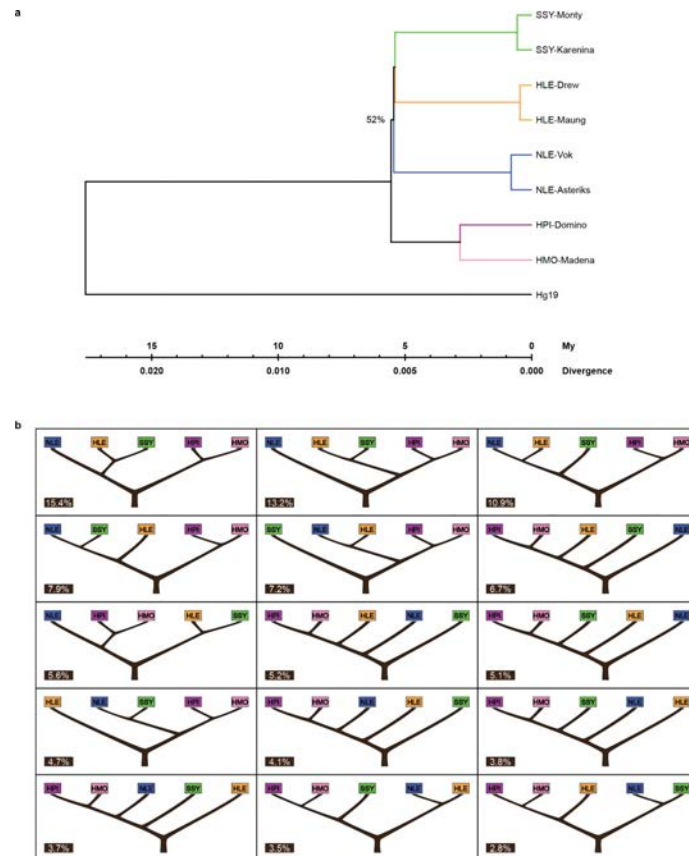 a
SSY-Monty
SSY-Karenina
HLE-Drew
HLE-Maung
52%
NLE-Vok
NLE-Asteriks
HPI-Domino
HMO-Madena
Hg19
15 10 5 0 My
0.020 0.010 0.005 0.000 Divergence
b
NLE HLE SSY HPI HMO NLE HLE SSY HPI HMO NLE HLE SSY HPI HMO
15.4% 13.2% 10.9%
NLE SSY HLE HPI HMO SSY NLE HLE HPI HMO HPI HMO HLE SSY NLE
7.9% 7.2% 6.7%
NLE HPI HMO HLE SSY HPI HMO HLE NLE SSY HPI HMO SSY HLE NLE
5.6% 5.2% 5.1%
HLE NLE SSY HPI HMO HPI HMO NLE HLE SSY HPI HMO SSY NLE HLE
4.7% 4.1% 3.8%
HPI HMO NLE SSY HLE HPI HMO SSY NLE HLE HPI HMO HLE NLE SSY
3.7% 3.5% 2.8%